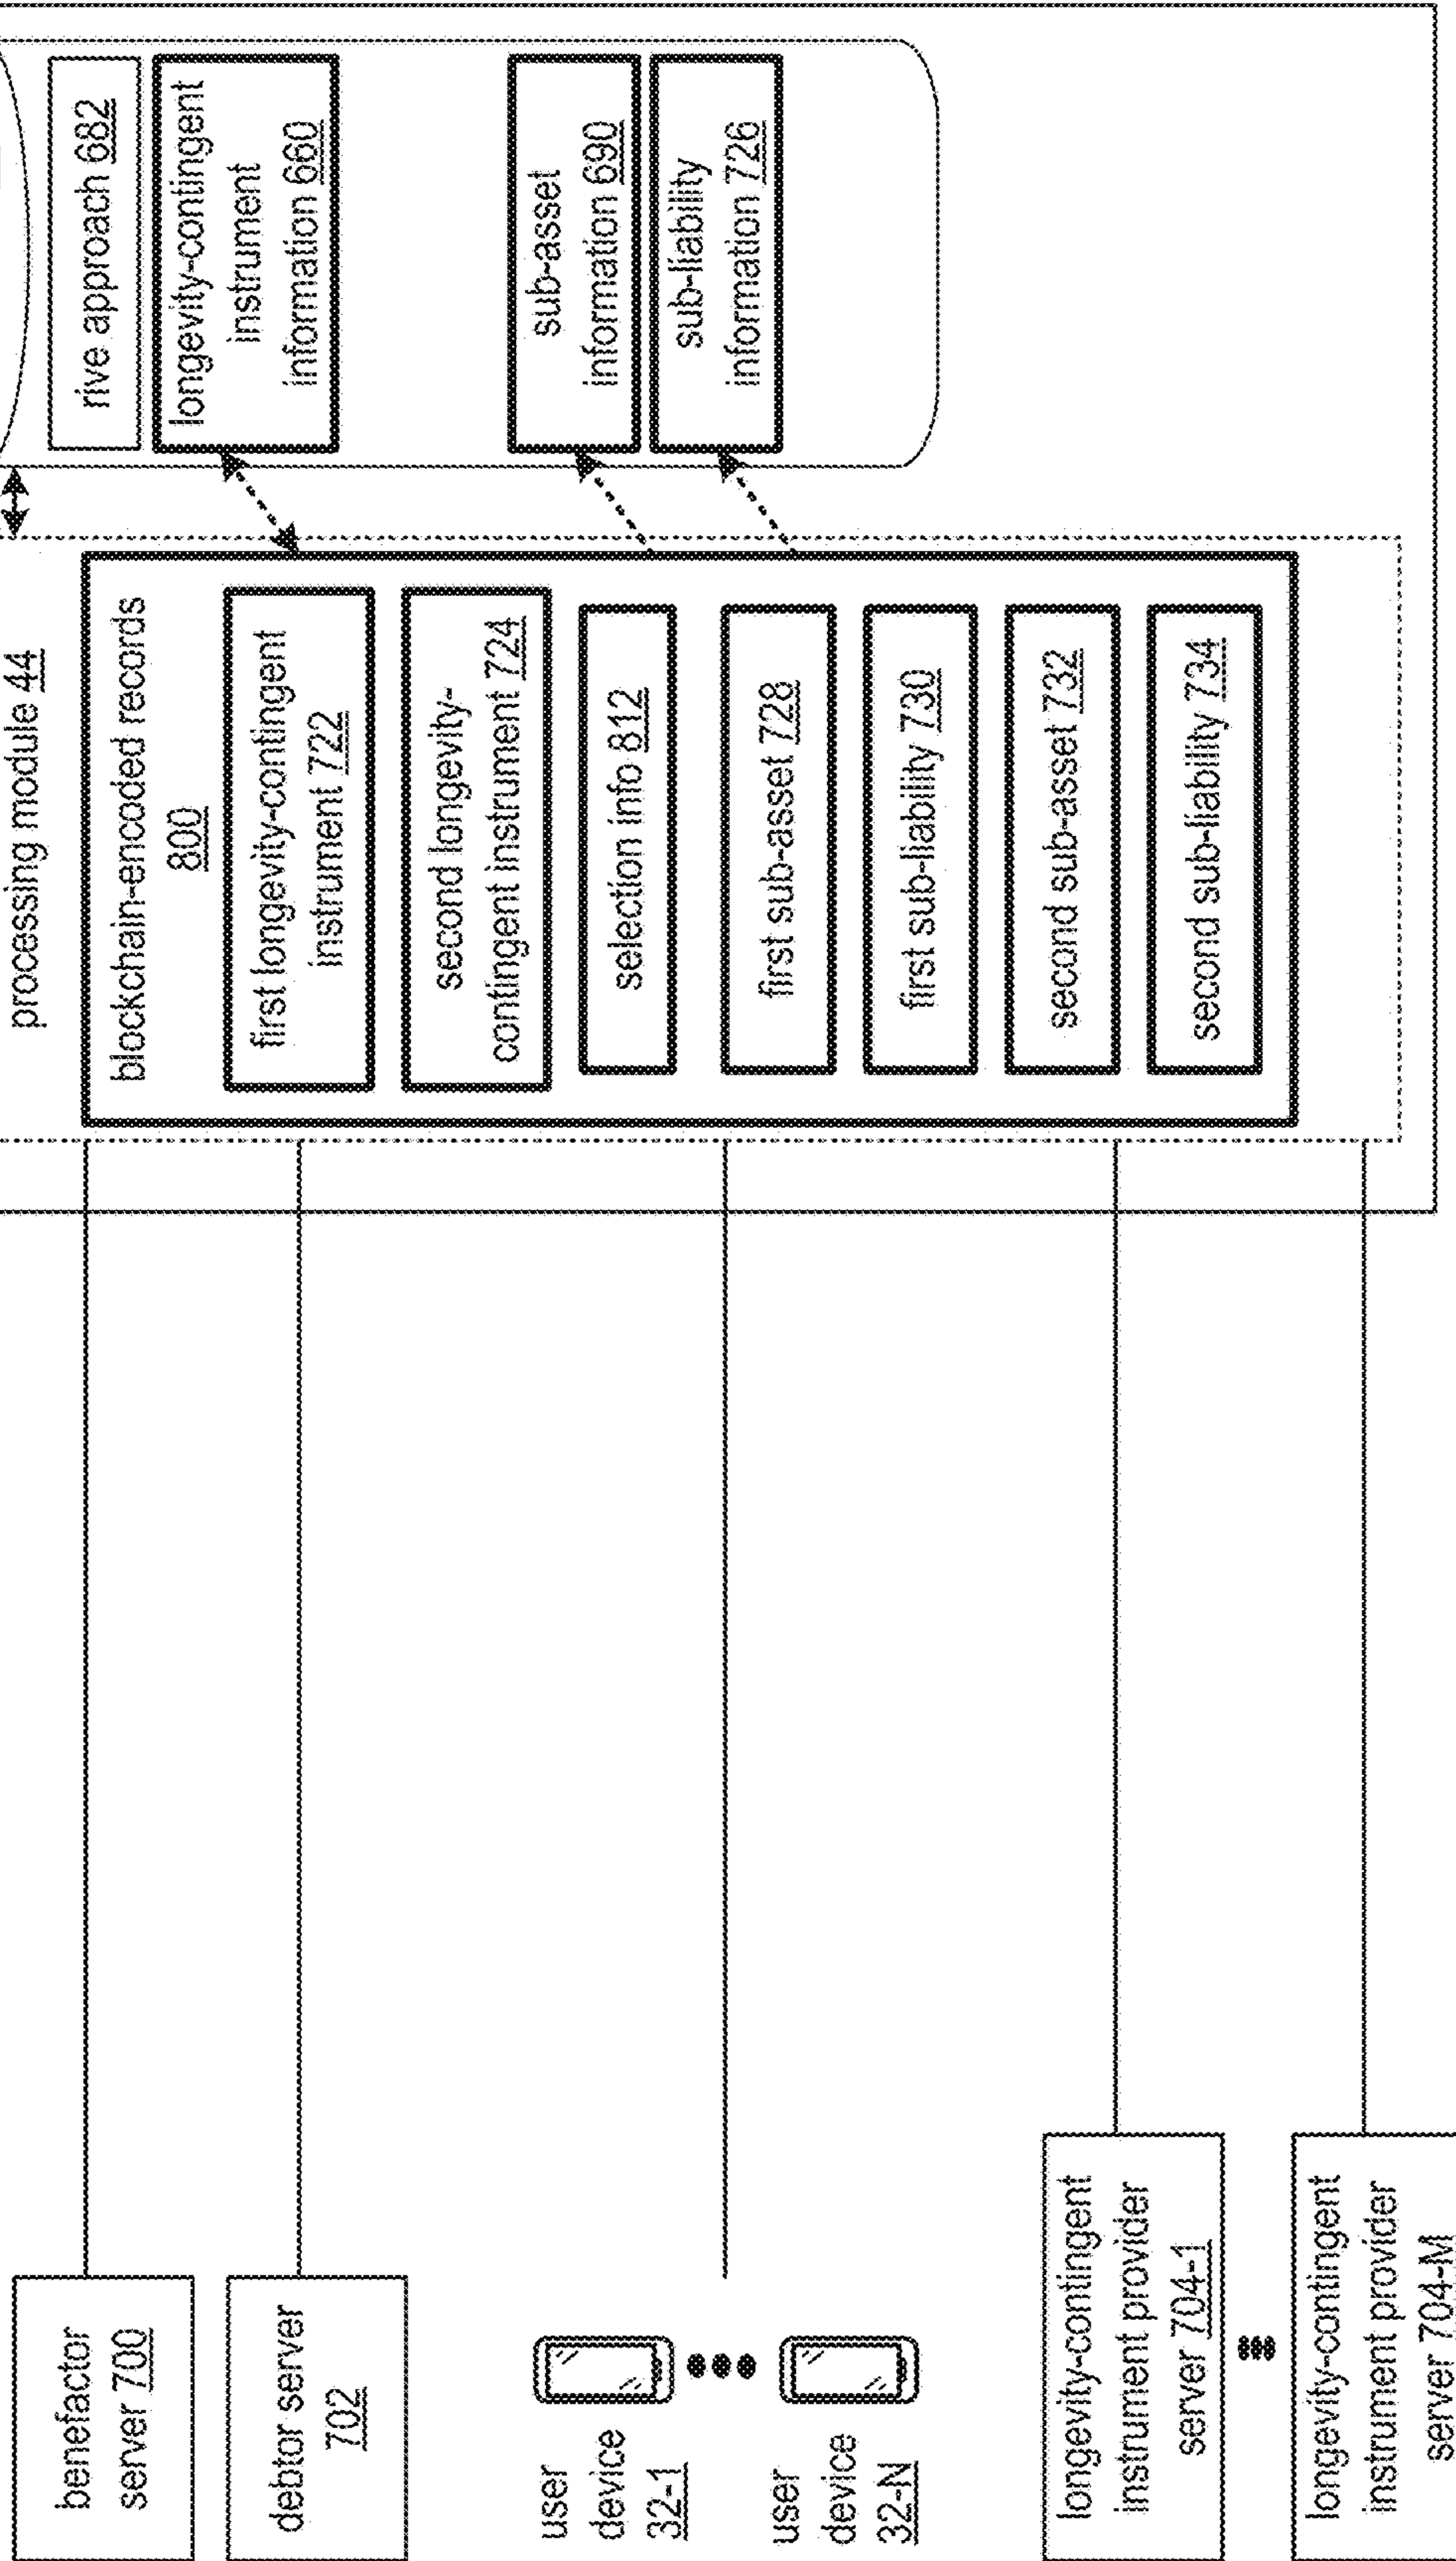 benefactor
server 700
debtor server
702
user
device
32-1
user
device
32-N
longevity-contingent
instrument provider
server 704-1
longevity-contingent
instrument provider
server 704-M
processing module 44
blockchain-encoded records
800
first longevity-contingent
instrument 722
second longevity-
contingent instrument 724
selection info 812
first sub-asset 728
first sub-liability 730
second sub-asset 732
second sub-liability 734
rive approach 682
longevity-contingent
instrument
information 660
sub-asset
information 690
sub-liability
information 726